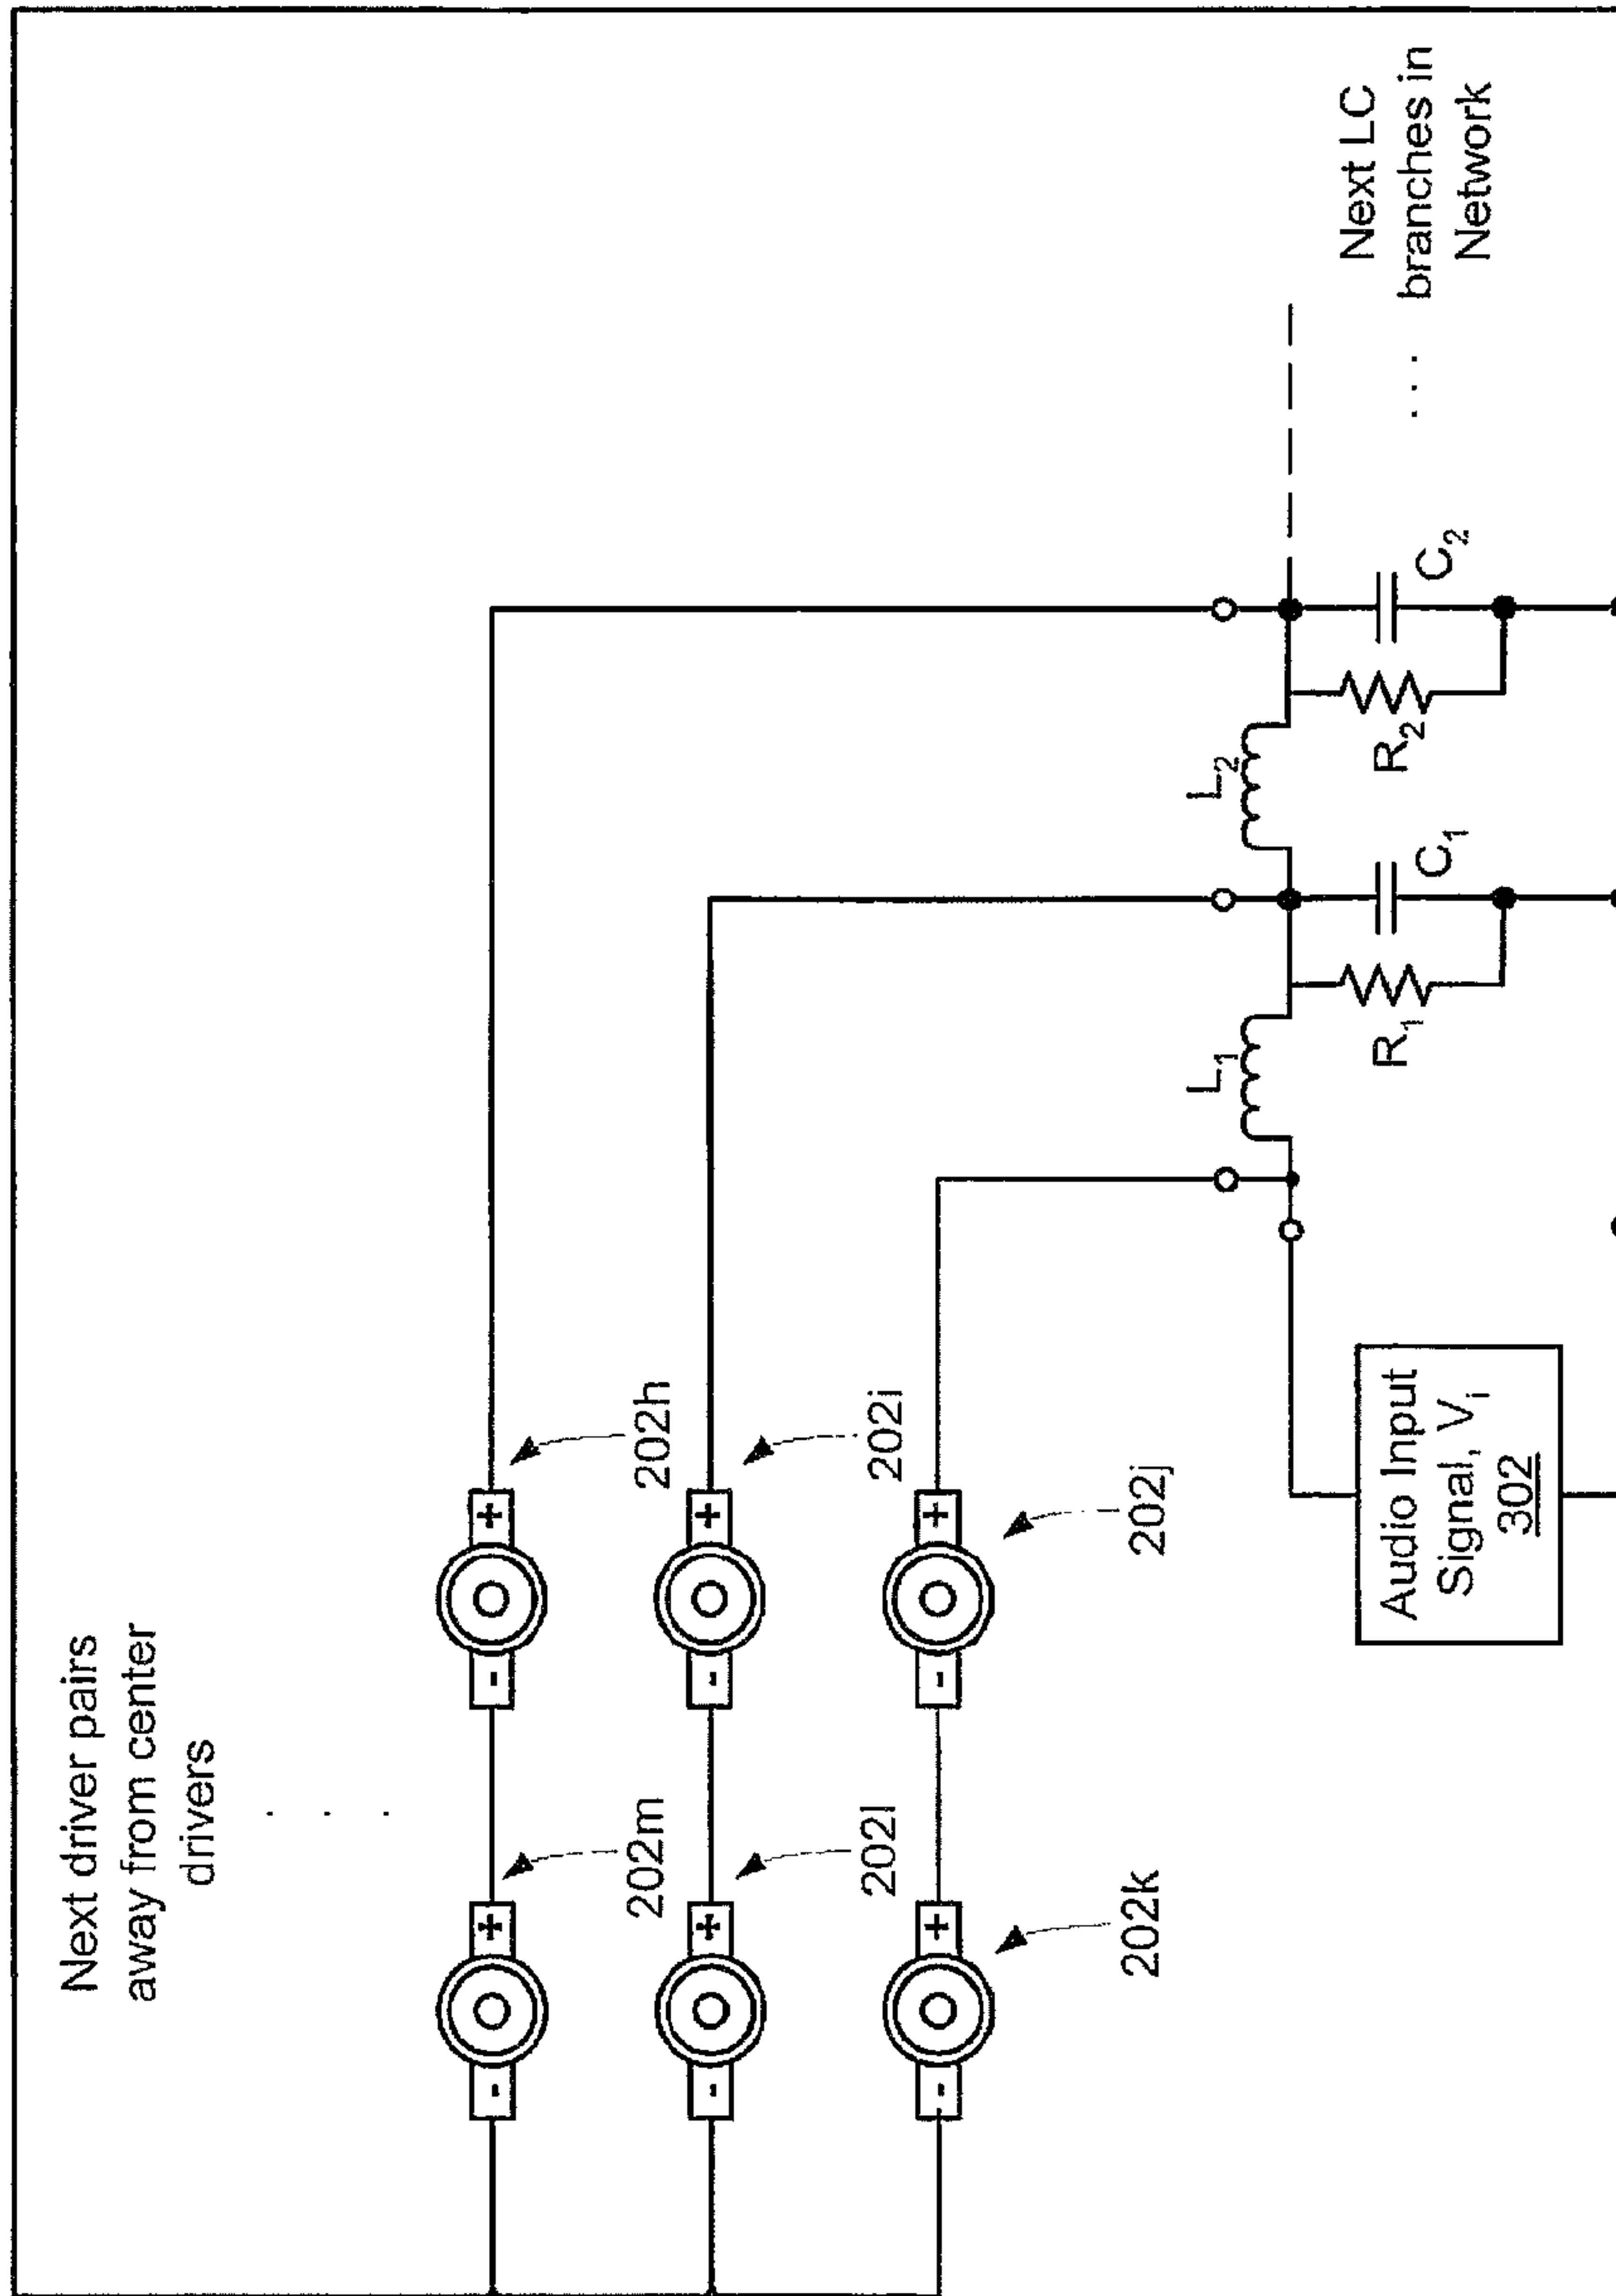 Next driver pairs
away from center
drivers
. . .
- + - +
202m
202h
- + - +
202l
202i
- + - +
202k
202j
L1
L2
R1
C1
R2
C2
Next LC
. . . branches in
Network
Audio Input
Signal, Vi
302